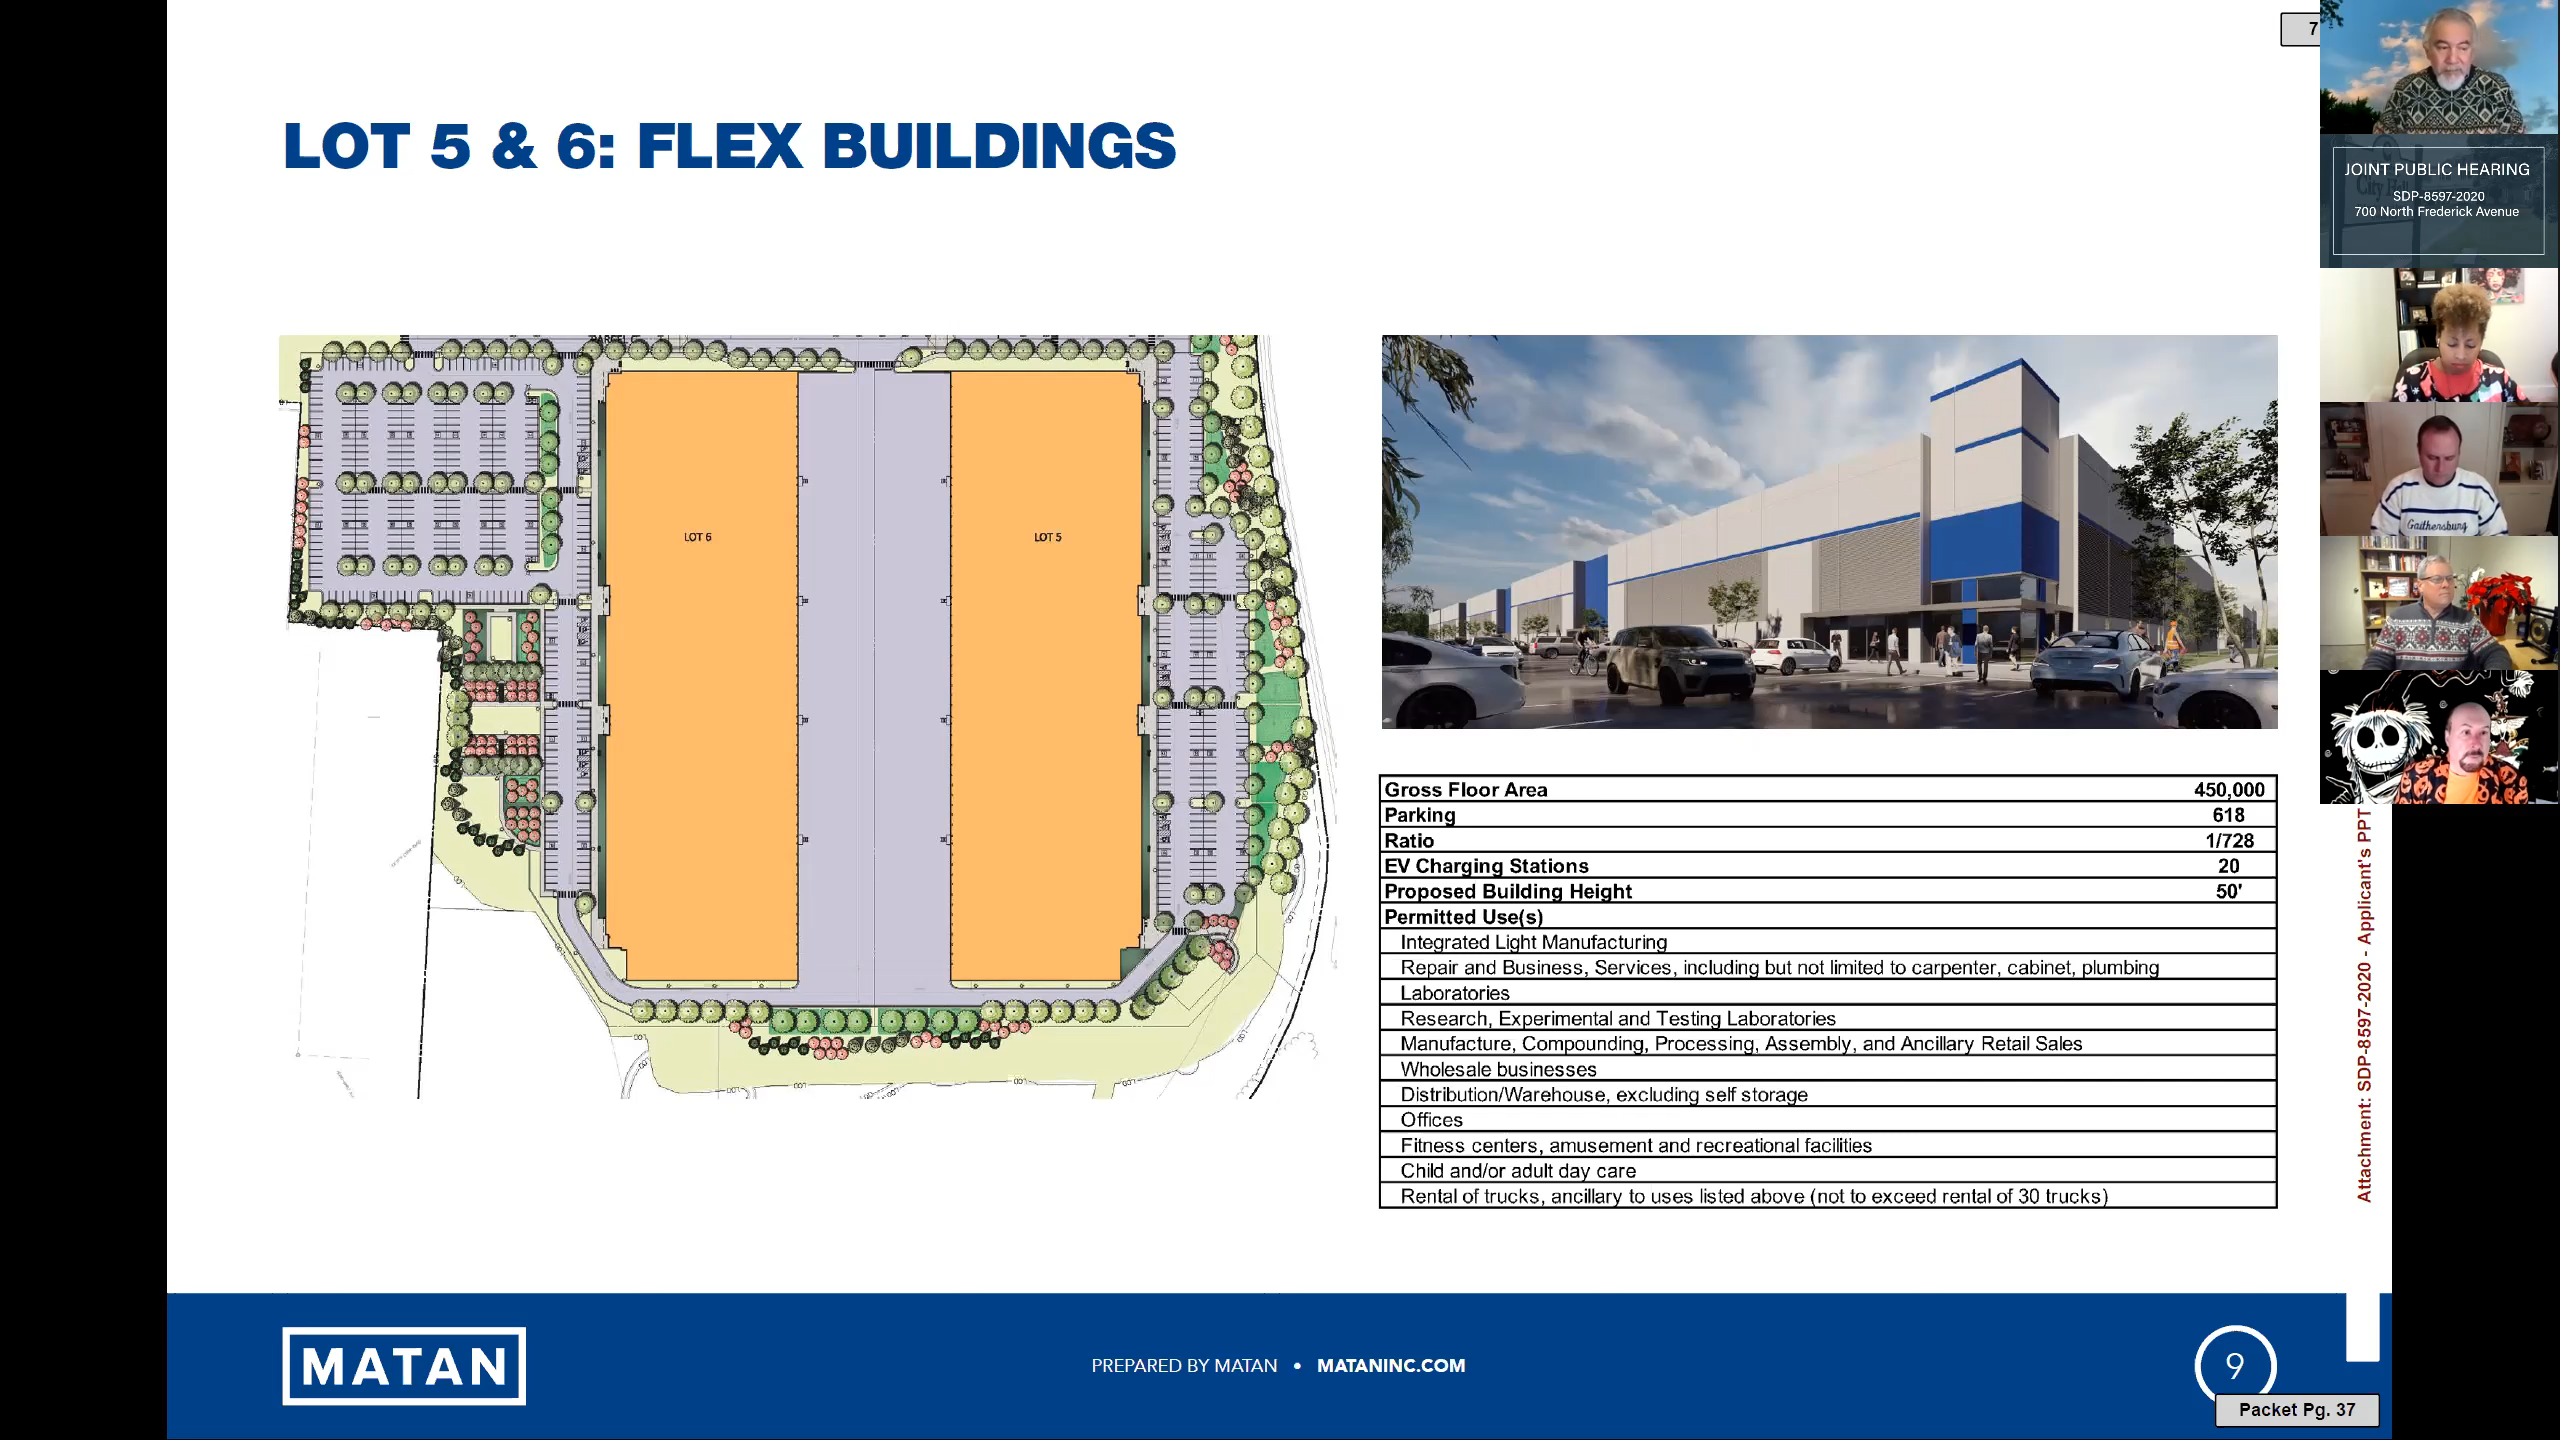 7
LOT 5 & 6: FLEX BUILDINGS
JOINT PUBLIC HEARING
SDP-8597-2020
700 North Frederick Avenue
LOT 6
LOT 5
Gaithersburg
Gross Floor Area 450,000
Parking 618
Ratio 1/728
EV Charging Stations 20
Proposed Building Height 50'
Permitted Use(s)
Integrated Light Manufacturing
Repair and Business, Services, including but not limited to carpenter, cabinet, plumbing
Laboratories
Research, Experimental and Testing Laboratories
Manufacture, Compounding, Processing, Assembly, and Ancillary Retail Sales
Wholesale businesses
Distribution/Warehouse, excluding self storage
Offices
Fitness centers, amusement and recreational facilities
Child and/or adult day care
Rental of trucks, ancillary to uses listed above (not to exceed rental of 30 trucks)
Attachment: SDP-8597-2020 - Applicant's PPT
MATAN
PREPARED BY MATAN • MATANINC.COM
9
Packet Pg. 37